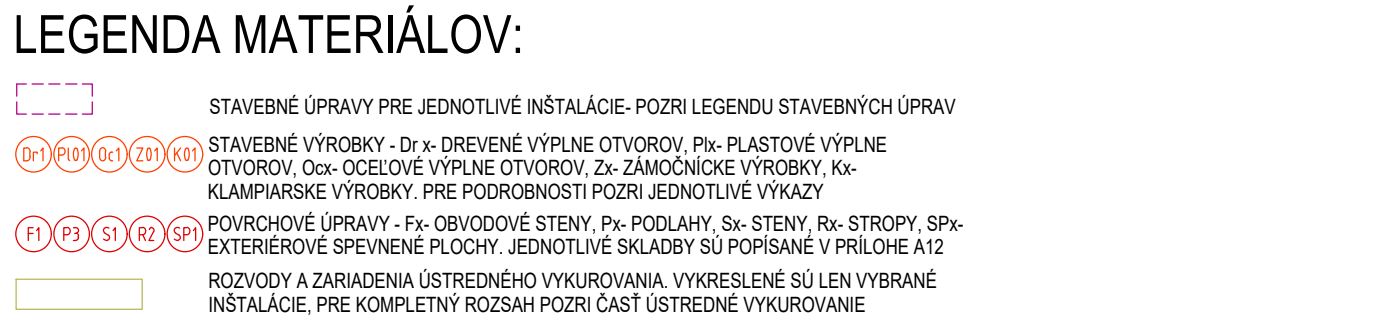 LEGENDA MATERIÁLOV:
STAVEBNÉ ÚPRAVY PRE JEDNOTLIVÉ INŠTALÁCIE- POZRI LEGENDU STAVEBNÝCH ÚPRAV
Dr1 Pl01 Oc1 Z01 K01 STAVEBNÉ VÝROBKY - Dr x- DREVENÉ VÝPLNE OTVOROV, Plx- PLASTOVÉ VÝPLNE
OTVOROV, Ocx- OCEĽOVÉ VÝPLNE OTVOROV, Zx- ZÁMOČNÍCKE VÝROBKY, Kx-
KLAMPIARSKE VÝROBKY. PRE PODROBNOSTI POZRI JEDNOTLIVÉ VÝKAZY
F1 P3 S1 R2 SP1 POVRCHOVÉ ÚPRAVY - Fx- OBVODOVÉ STENY, Px- PODLAHY, Sx- STENY, Rx- STROPY, SPx-
EXTERIÉROVÉ SPEVNENÉ PLOCHY. JEDNOTLIVÉ SKLADBY SÚ POPÍSANÉ V PRÍLOHE A12
ROZVODY A ZARIADENIA ÚSTREDNÉHO VYKUROVANIA. VYKRESLENÉ SÚ LEN VYBRANÉ
INŠTALÁCIE, PRE KOMPLETNÝ ROZSAH POZRI ČASŤ ÚSTREDNÉ VYKUROVANIE